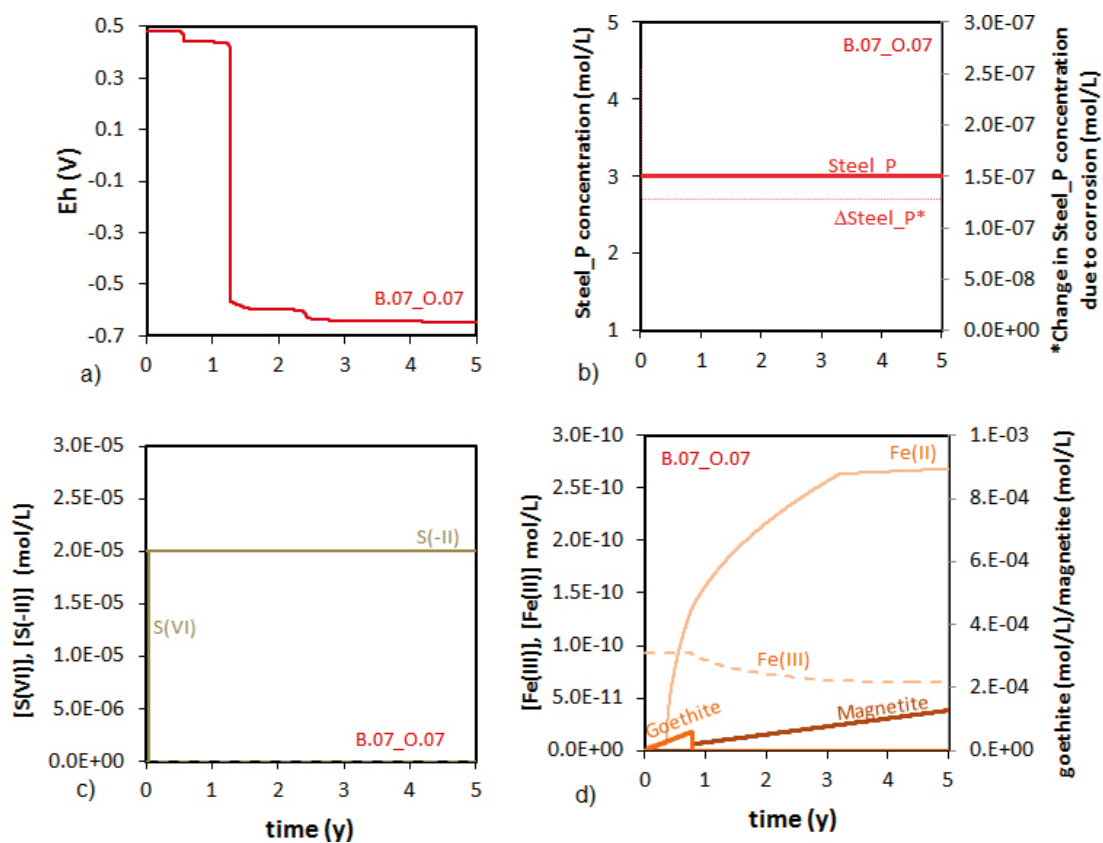 0.5
0.3
0.1
-0.1
-0.3
-0.5
-0.7
Eh (V)
B.07_O.07
0 1 2 3 4 5
a)
5
4
3
2
1
Steel_P concentration (mol/L)
B.07_O.07
Steel_P
ΔSteel_P*
3.0E-07
2.5E-07
2.0E-07
1.5E-07
1.0E-07
5.0E-08
0.0E+00
*Change in Steel_P concentration
due to corrosion (mol/L)
0 1 2 3 4 5
b)
3.0E-05
2.5E-05
2.0E-05
1.5E-05
1.0E-05
5.0E-06
0.0E+00
[S(VI)], [S(-II)] (mol/L)
S(-II)
S(VI)
B.07_O.07
0 1 2 3 4 5
c)
time (y)
3.0E-10
2.5E-10
2.0E-10
1.5E-10
1.0E-10
5.0E-11
0.0E+00
[Fe(III)], [Fe(II)] mol/L)
B.07_O.07
Fe(II)
Fe(III)
Goethite
Magnetite
1.E-03
8.E-04
6.E-04
4.E-04
2.E-04
0.E+00
goethite (mol/L)/magnetite (mol/L)
0 1 2 3 4 5
d)
time (y)